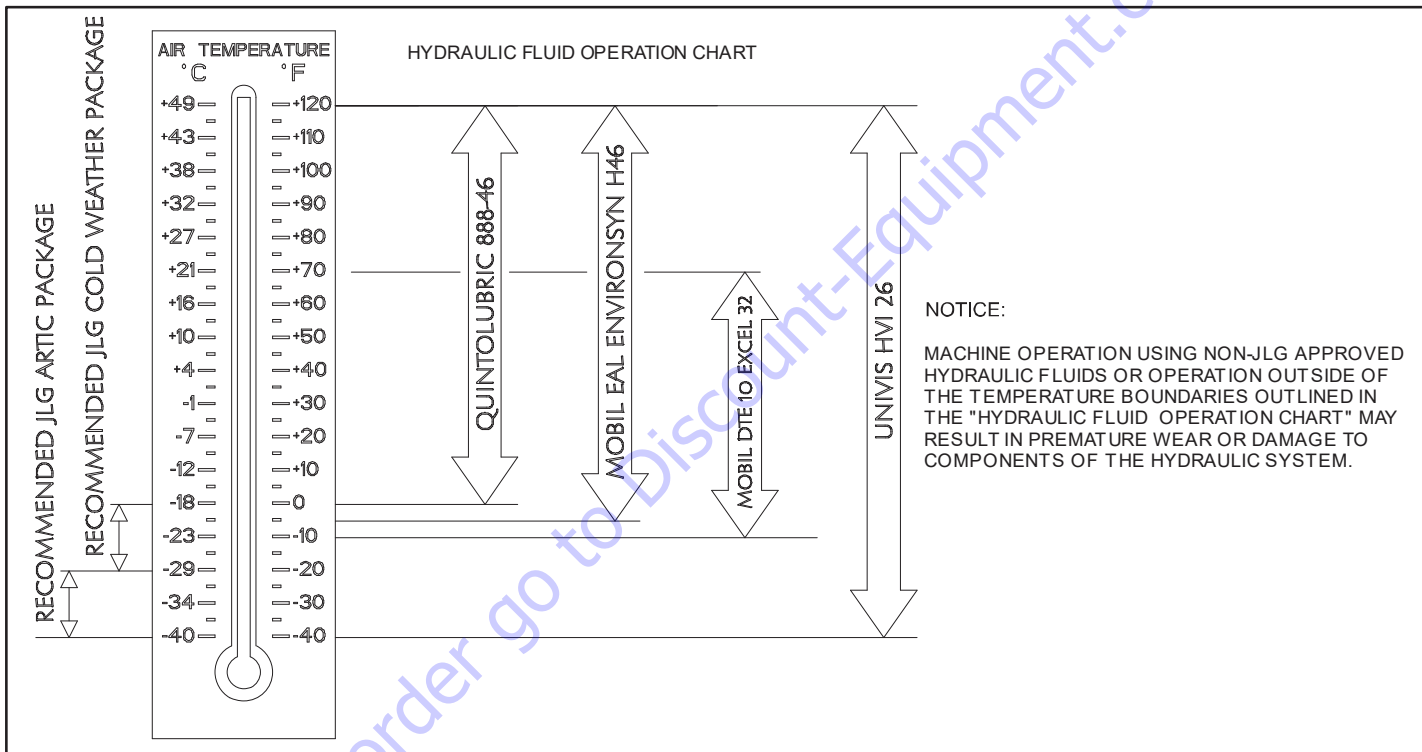 RECOMMENDED JLG ARTIC PACKAGE
RECOMMENDED JLG COLD WEATHER PACKAGE
AIR TEMPERATURE
°C °F
+49 +120
+43 +110
+38 +100
+32 +90
+27 +80
+21 +70
+16 +60
+10 +50
+4 +40
-1 +30
-7 +20
-12 +10
-18 0
-23 -10
-29 -20
-34 -30
-40 -40
HYDRAULIC FLUID OPERATION CHART
QUINTOLUBRIC 888-46
MOBIL EAL ENVIRONSYN H46
MOBIL DTE 10 EXCEL 32
UNIVIS HVI 26
NOTICE:
MACHINE OPERATION USING NON-JLG APPROVED
HYDRAULIC FLUIDS OR OPERATION OUTSIDE OF
THE TEMPERATURE BOUNDARIES OUTLINED IN
THE "HYDRAULIC FLUID OPERATION CHART" MAY
RESULT IN PREMATURE WEAR OR DAMAGE TO
COMPONENTS OF THE HYDRAULIC SYSTEM.
order go to Discount-Equipment.c